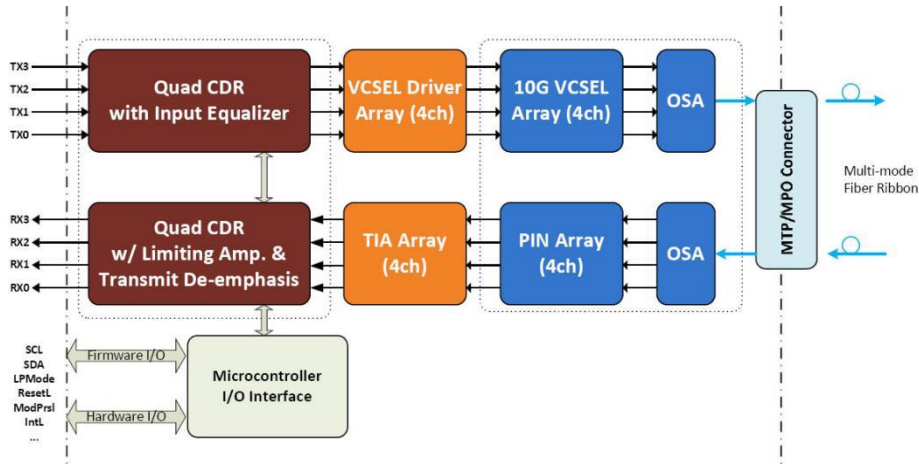 TX3
TX2
TX1
TX0
Quad CDR
with Input Equalizer
VCSEL Driver
Array (4ch)
10G VCSEL
Array (4ch)
OSA
MTP/MPO Connector
Multi-mode
Fiber Ribbon
RX3
RX2
RX1
RX0
Quad CDR
w/ Limiting Amp. &
Transmit De-emphasis
TIA Array
(4ch)
PIN Array
(4ch)
OSA
SCL
SDA
LPMode
ResetL
ModPrsl
IntL
...
Firmware I/O
Hardware I/O
Microcontroller
I/O Interface